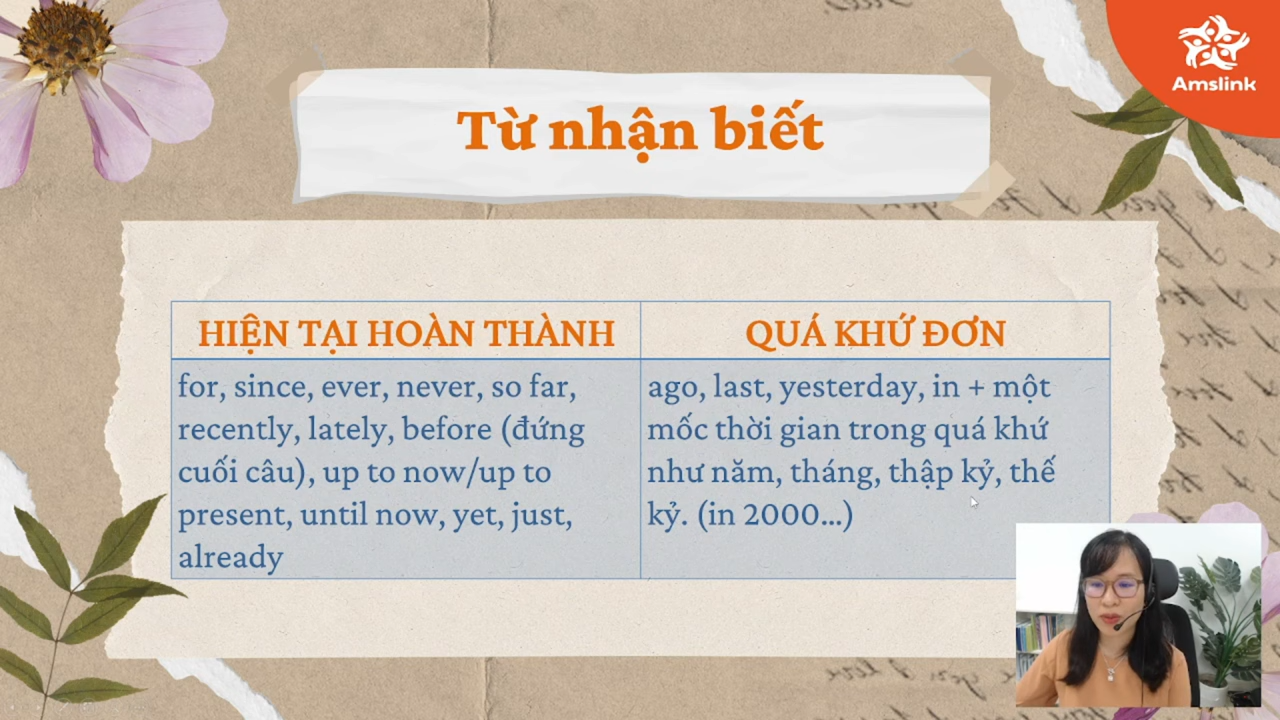 Amslink
Từ nhận biết
HIỆN TẠI HOÀN THÀNH
for, since, ever, never, so far,
recently, lately, before (đứng
cuối câu), up to now/up to
present, until now, yet, just,
already
QUÁ KHỨ ĐƠN
ago, last, yesterday, in + một
mốc thời gian trong quá khứ
như năm, tháng, thập kỷ, thế
kỷ. (in 2000...)